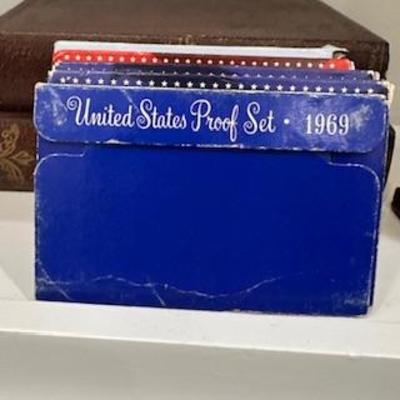 United States Proof Set · 1969